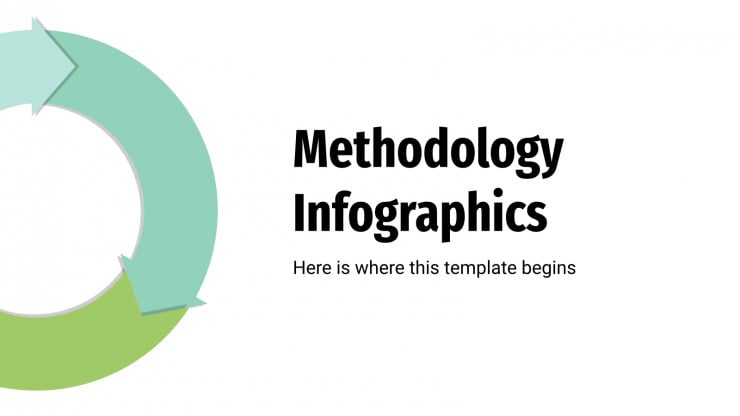 Methodology
Infographics
Here is where this template begins